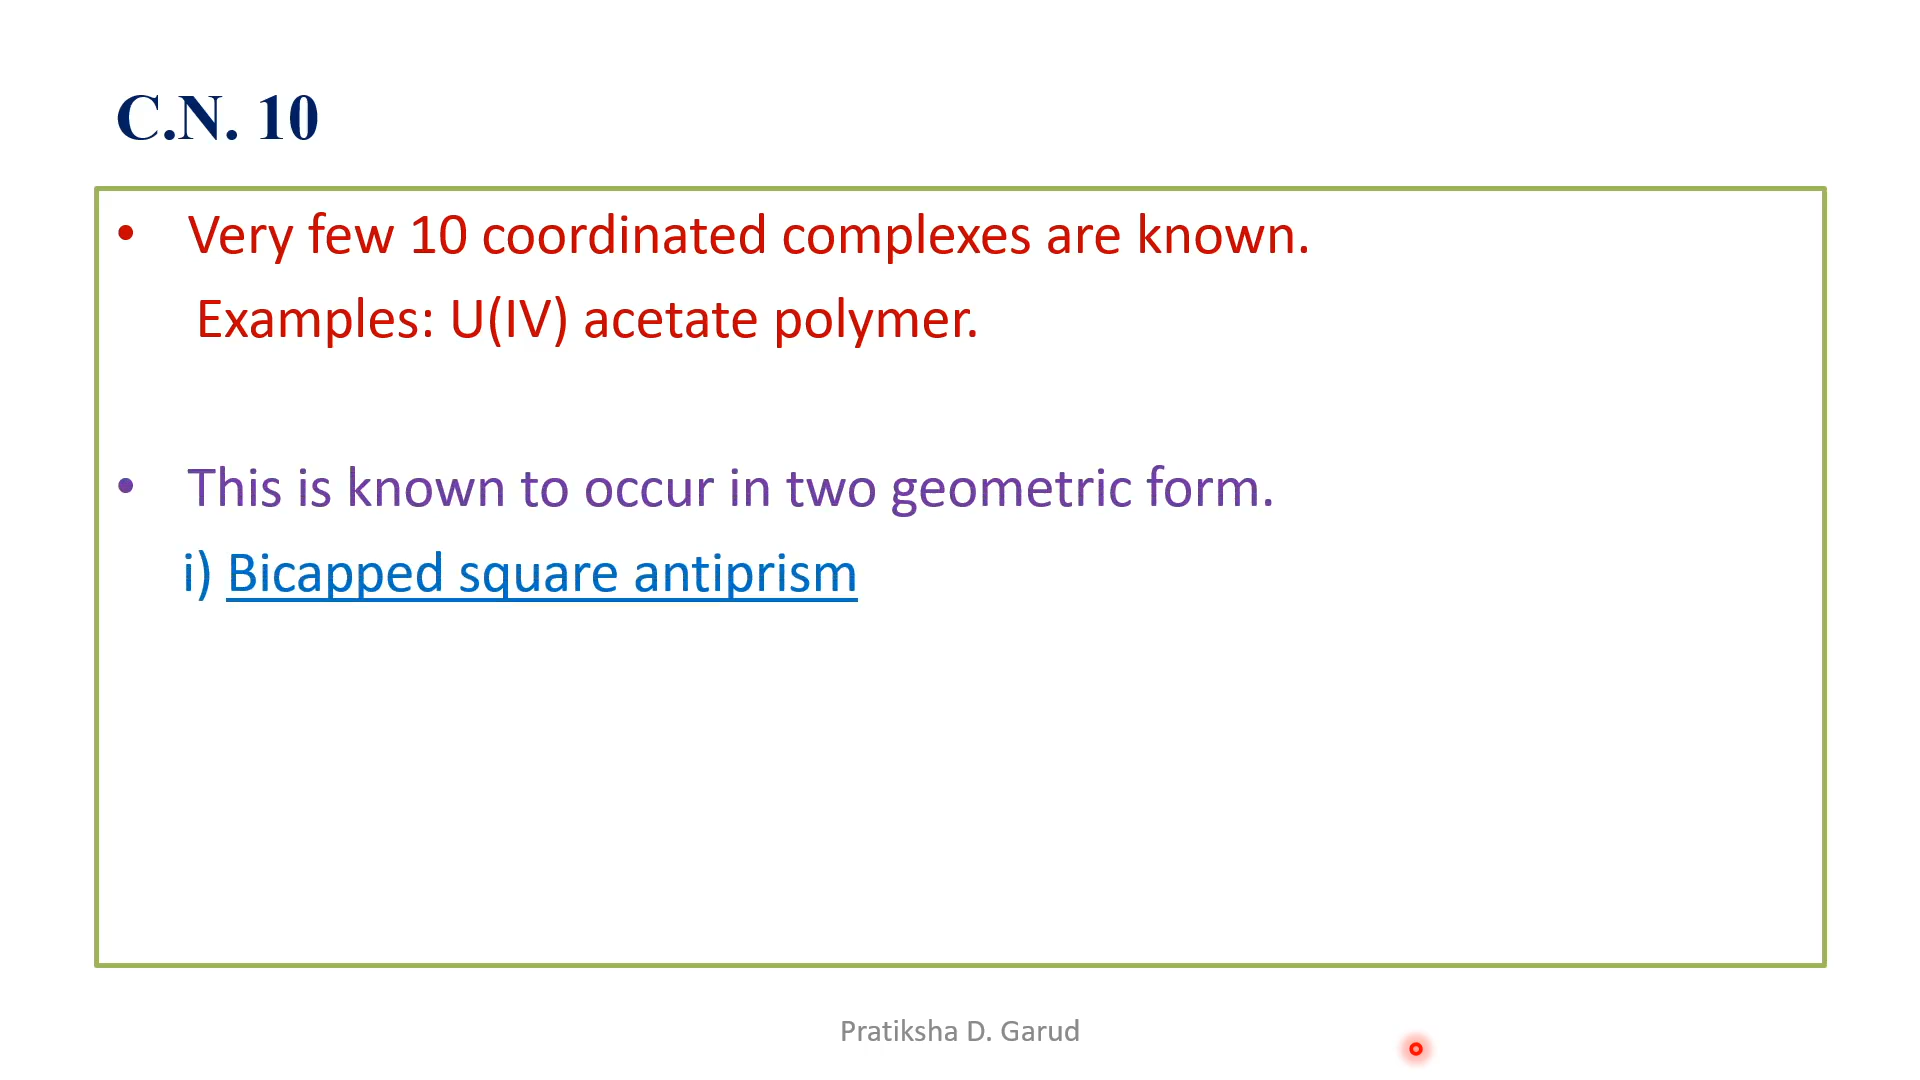 C.N. 10
• Very few 10 coordinated complexes are known.
Examples: U(IV) acetate polymer.
• This is known to occur in two geometric form.
i) Bicapped square antiprism
Pratiksha D. Garud